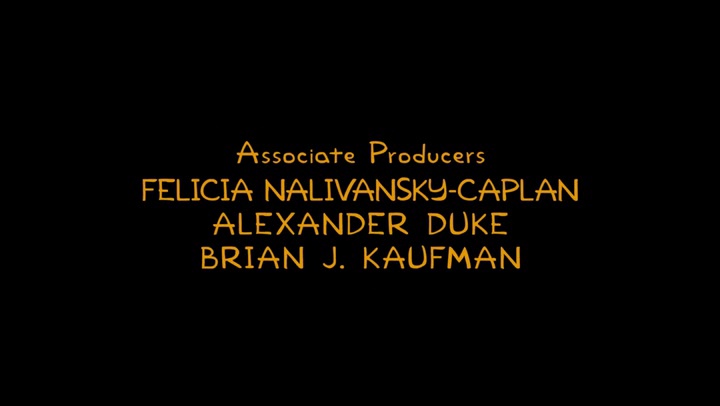 Associate Producers
FELICIA NALIVANSKY-CAPLAN
ALEXANDER DUKE
BRIAN J. KAUFMAN